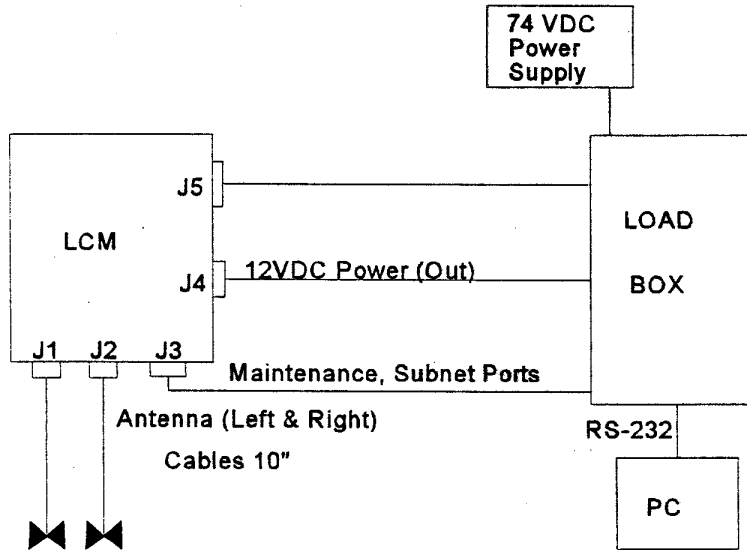 74 VDC
Power
Supply
J5
LOAD
LCM
12VDC Power (Out)
J4
BOX
J1 J2 J3
Maintenance, Subnet Ports
Antenna (Left & Right)
RS-232
Cables 10"
PC